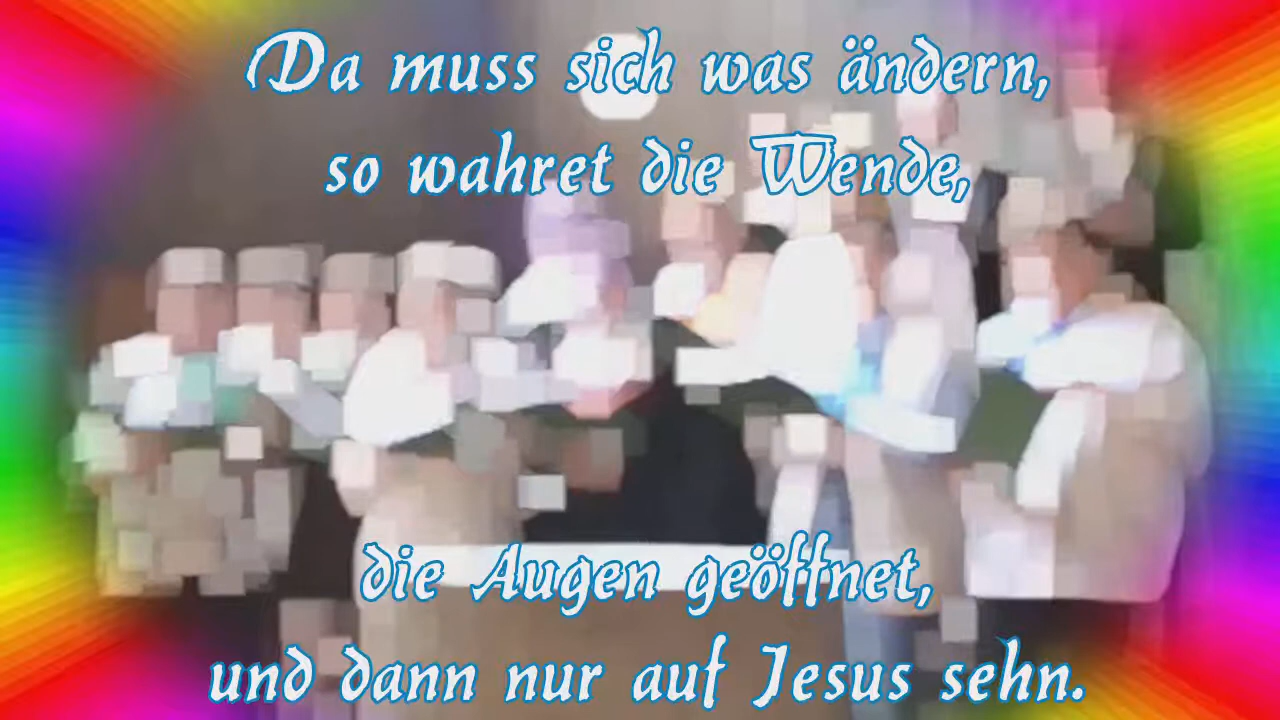 Da muss sich was ändern,
so wahret die Wende,
die Augen geöffnet,
und dann nur auf Jesus sehn.